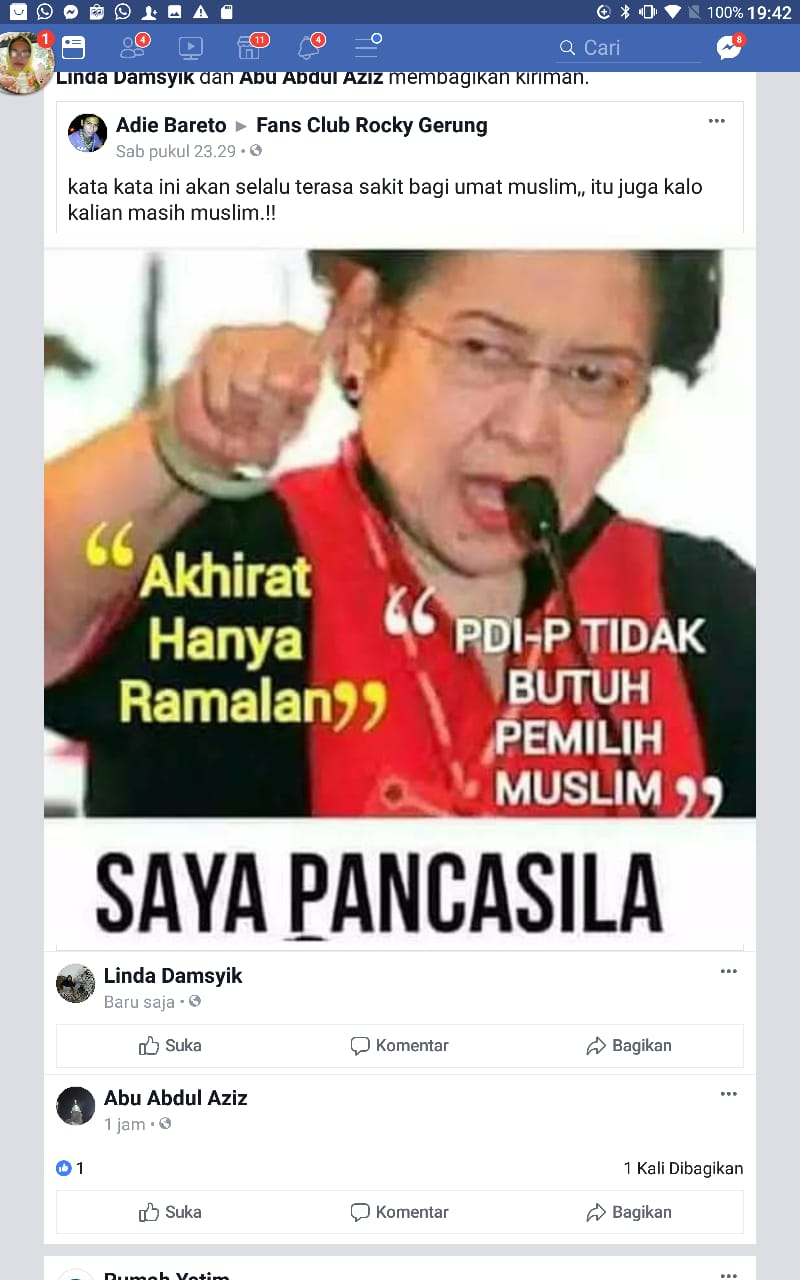 100% 19:42
1
4
11
4
Cari
8
Linda Damsyik dan Abu Abdul Aziz membagikan kiriman.
Adie Bareto ▸ Fans Club Rocky Gerung
Sab pukul 23.29 •
kata kata ini akan selalu terasa sakit bagi umat muslim,, itu juga kalo
kalian masih muslim.!!
“Akhirat
Hanya
Ramalan”
“ PDI-P TIDAK
BUTUH
PEMILIH
MUSLIM ”
SAYA PANCASILA
Linda Damsyik
Baru saja •
Suka Komentar Bagikan
Abu Abdul Aziz
1 jam •
1 1 Kali Dibagikan
Suka Komentar Bagikan
Rumah Yatim